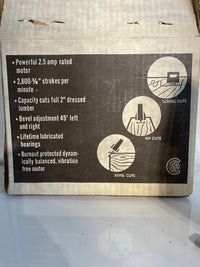 • Powerful 2.5 amp rated
motor
• 2,800-⅝" strokes per
minute -
• Capacity cuts full 2" dressed
lumber
• Bevel adjustment 45° left
and right
• Lifetime lubricated
bearings
• Burnout protected dynam-
ically balanced, vibration
free motor
SCROLL CUTS
RIP CUTS
BEVEL CUTS